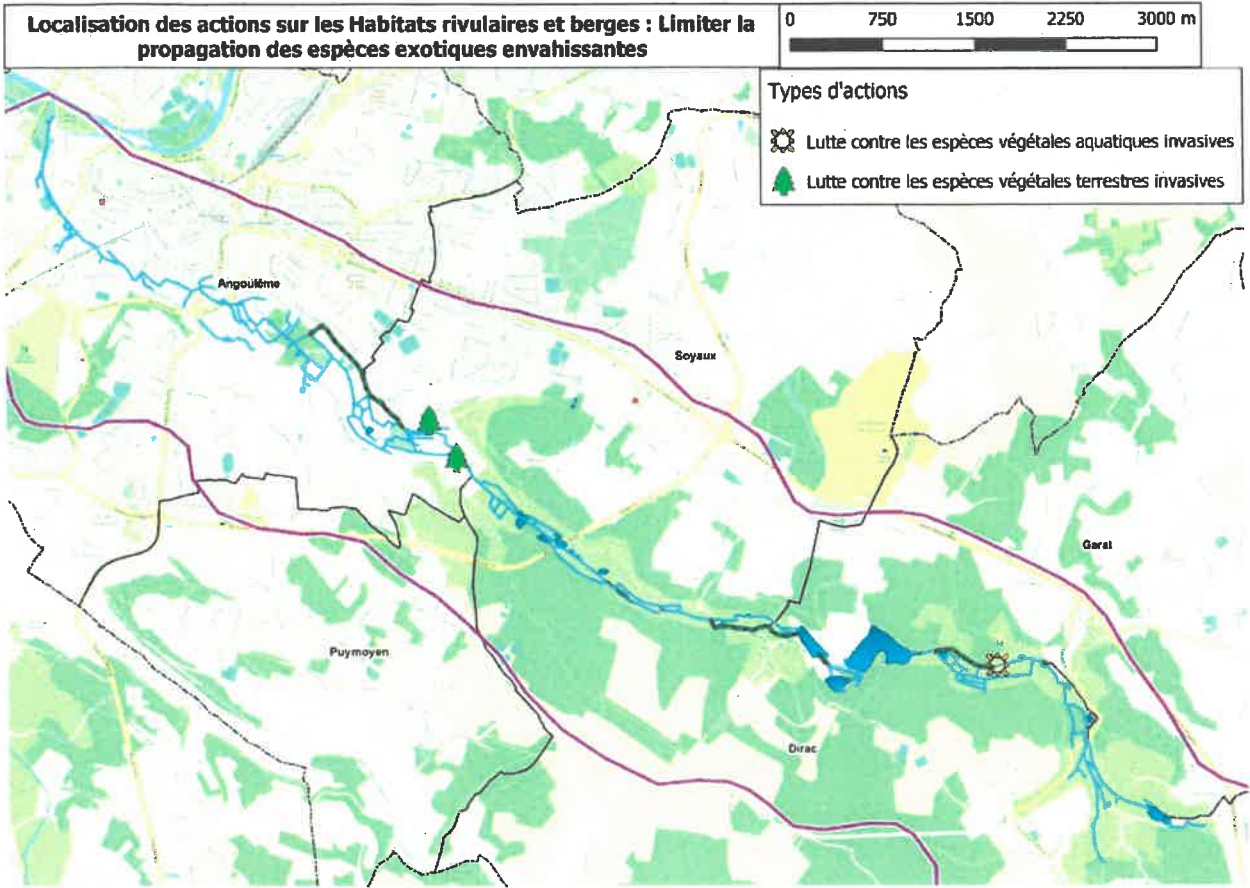 Localisation des actions sur les Habitats rivulaires et berges : Limiter la
propagation des espèces exotiques envahissantes
0 750 1500 2250 3000 m
Types d'actions
Lutte contre les espèces végétales aquatiques invasives
Lutte contre les espèces végétales terrestres invasives
Angoulême
Soyaux
Garat
Puymoyen
Dirac